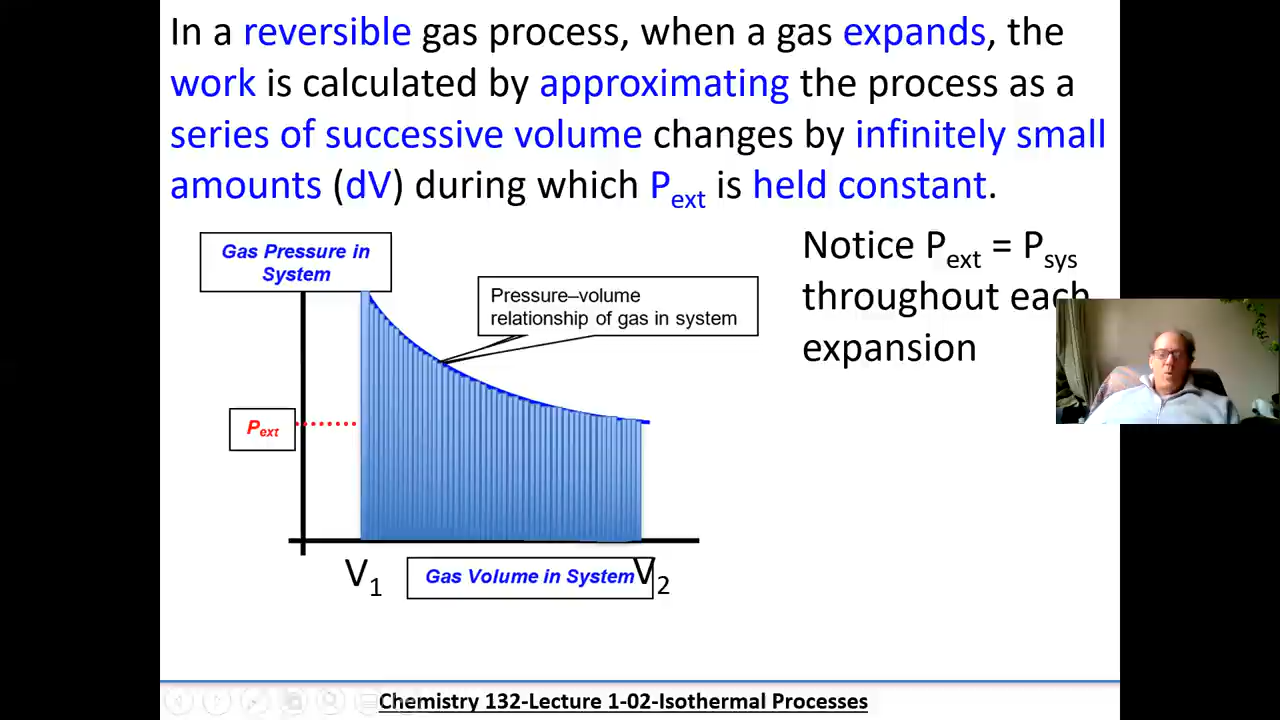 In a reversible gas process, when a gas expands, the
work is calculated by approximating the process as a
series of successive volume changes by infinitely small
amounts (dV) during which Pext is held constant.
Gas Pressure in
System
Notice Pext = Psys
throughout each
expansion
Pressure–volume
relationship of gas in system
Pext
V1
Gas Volume in System
V2
Chemistry 132-Lecture 1-02-Isothermal Processes